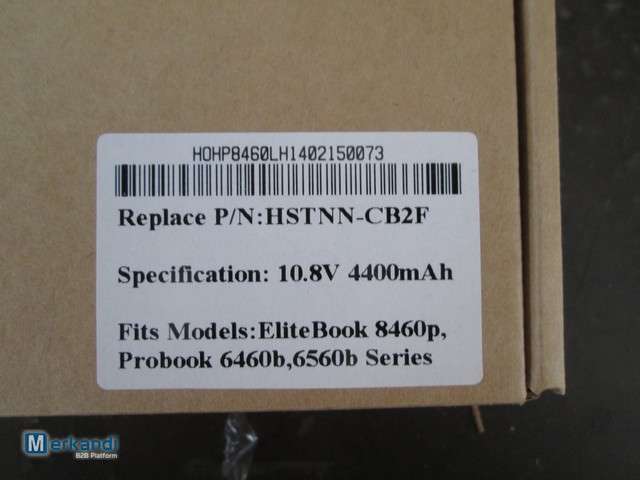 HOHP8460LH1402150073
Replace P/N:HSTNN-CB2F
Specification: 10.8V 4400mAh
Fits Models:EliteBook 8460p,
Probook 6460b,6560b Series
M Merkandi
B2B Platform